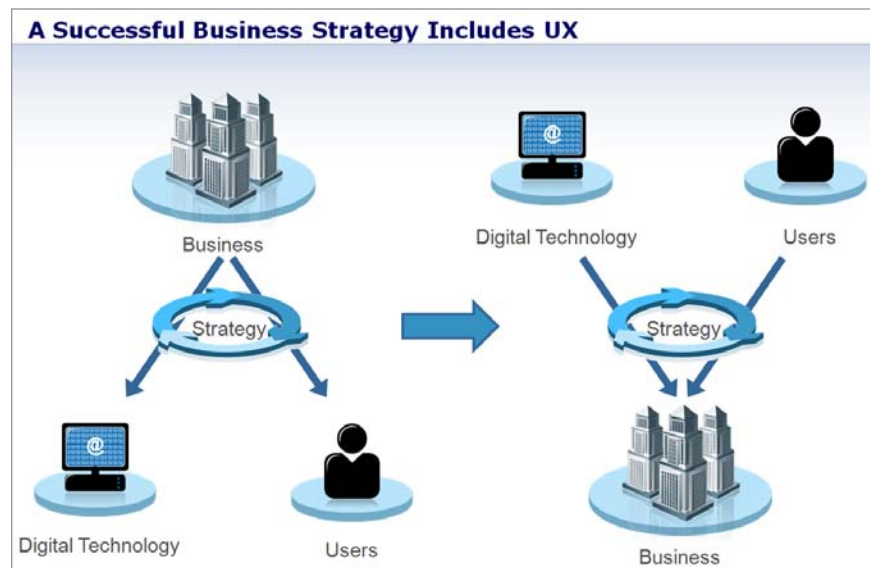 A Successful Business Strategy Includes UX
@
Business
Digital Technology
Users
Strategy
Strategy
@
Digital Technology
Users
Business